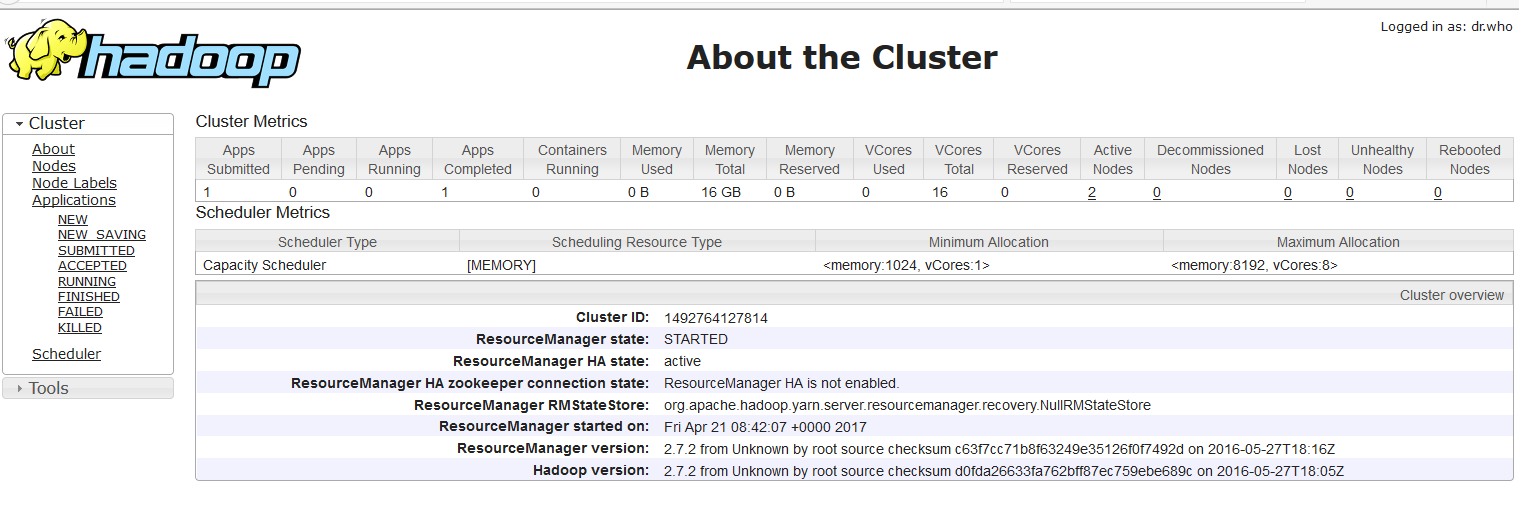 hadoop
About the Cluster
Logged in as: dr.who
Cluster
About
Nodes
Node Labels
Applications
NEW
NEW_SAVING
SUBMITTED
ACCEPTED
RUNNING
FINISHED
FAILED
KILLED
Scheduler
Tools
Cluster Metrics
Apps Submitted Apps Pending Apps Running Apps Completed Containers Running Memory Used Memory Total Memory Reserved VCores Used VCores Total VCores Reserved Active Nodes Decommissioned Nodes Lost Nodes Unhealthy Nodes Rebooted Nodes
1 0 0 1 0 0 B 16 GB 0 B 0 16 0 2 0 0 0 0
Scheduler Metrics
Scheduler Type Scheduling Resource Type Minimum Allocation Maximum Allocation
Capacity Scheduler [MEMORY] <memory:1024, vCores:1> <memory:8192, vCores:8>
Cluster overview
Cluster ID: 1492764127814
ResourceManager state: STARTED
ResourceManager HA state: active
ResourceManager HA zookeeper connection state: ResourceManager HA is not enabled.
ResourceManager RMStateStore: org.apache.hadoop.yarn.server.resourcemanager.recovery.NullRMStateStore
ResourceManager started on: Fri Apr 21 08:42:07 +0000 2017
ResourceManager version: 2.7.2 from Unknown by root source checksum c63f7cc71b8f63249e35126f0f7492d on 2016-05-27T18:16Z
Hadoop version: 2.7.2 from Unknown by root source checksum d0fda26633fa762bff87ec759ebe689c on 2016-05-27T18:05Z